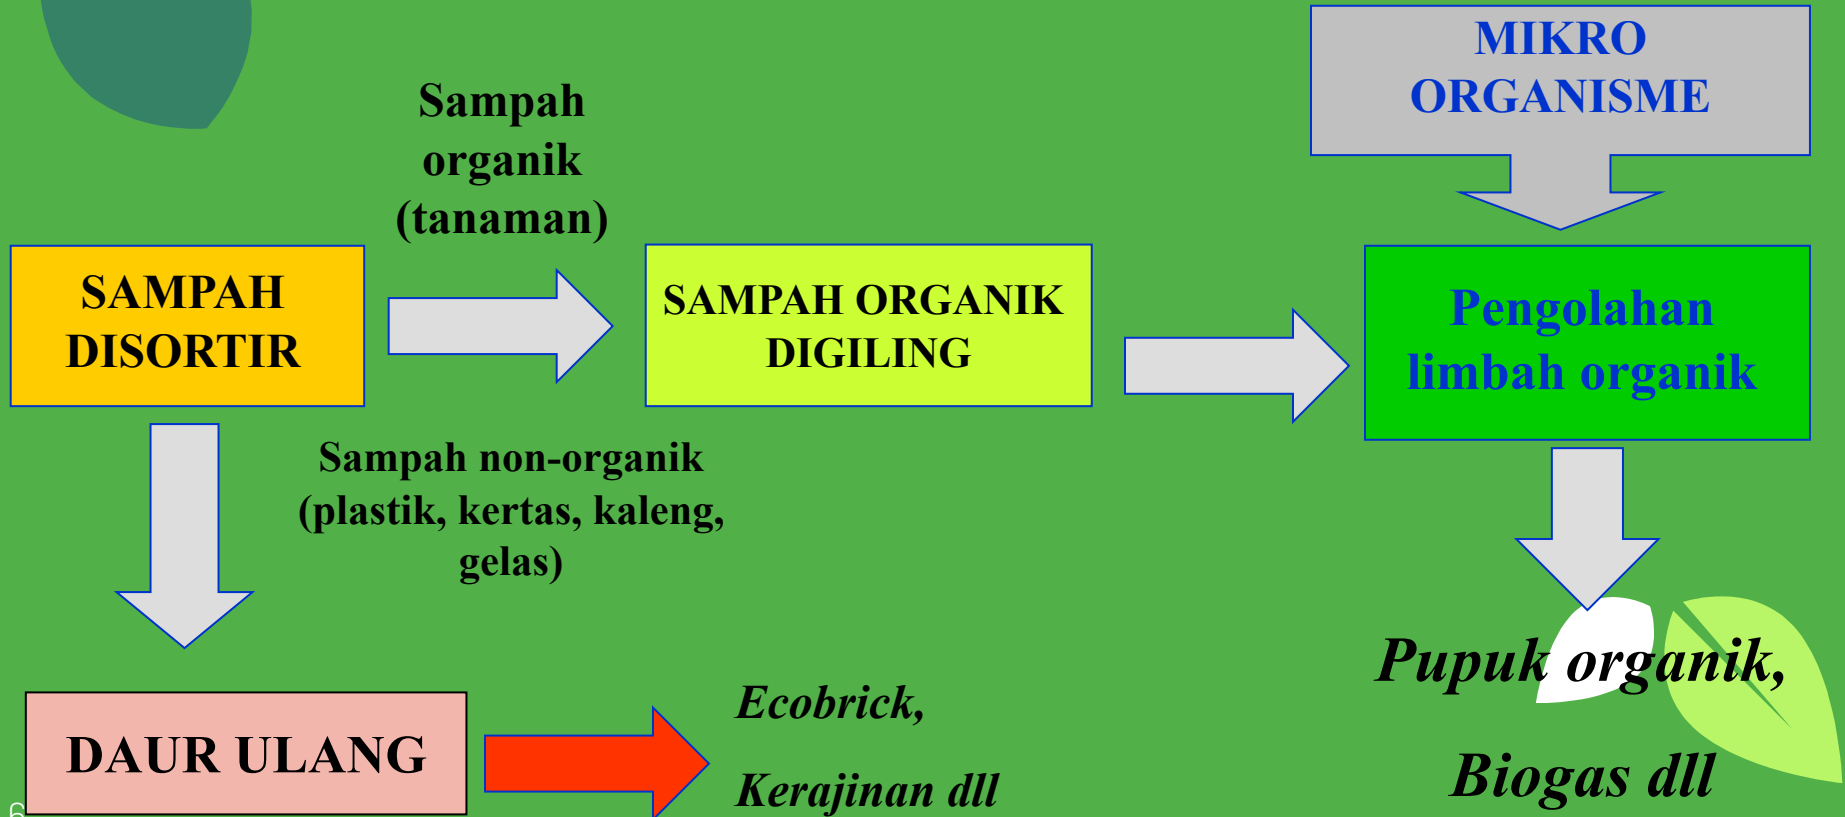 MIKRO
ORGANISME
Sampah
organik
(tanaman)
SAMPAH
DISORTIR
SAMPAH ORGANIK
DIGILING
Pengolahan
limbah organik
Sampah non-organik
(plastik, kertas, kaleng,
gelas)
DAUR ULANG
Ecobrick,
Kerajinan dll
Pupuk organik,
Biogas dll
6